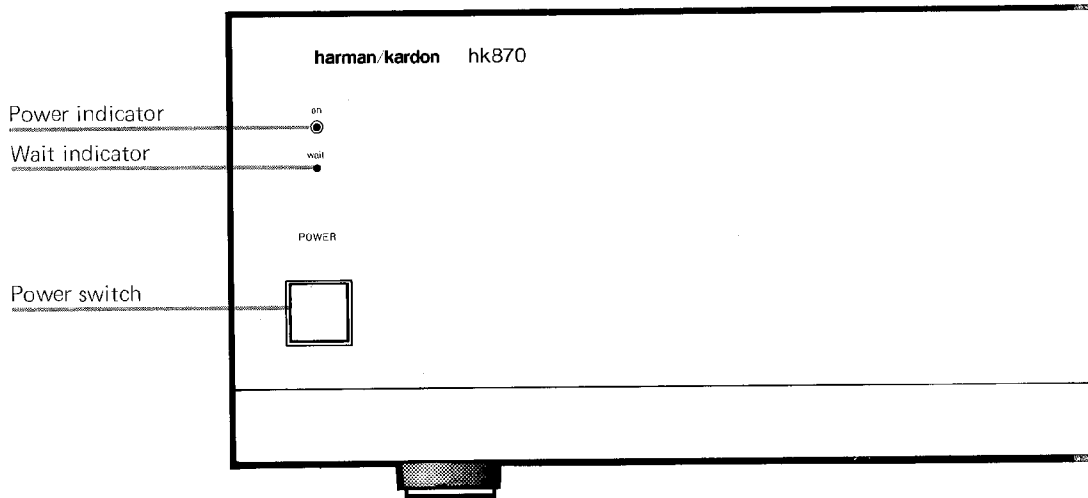 harman/kardon hk870
on
Power indicator
wait
Wait indicator
POWER
Power switch